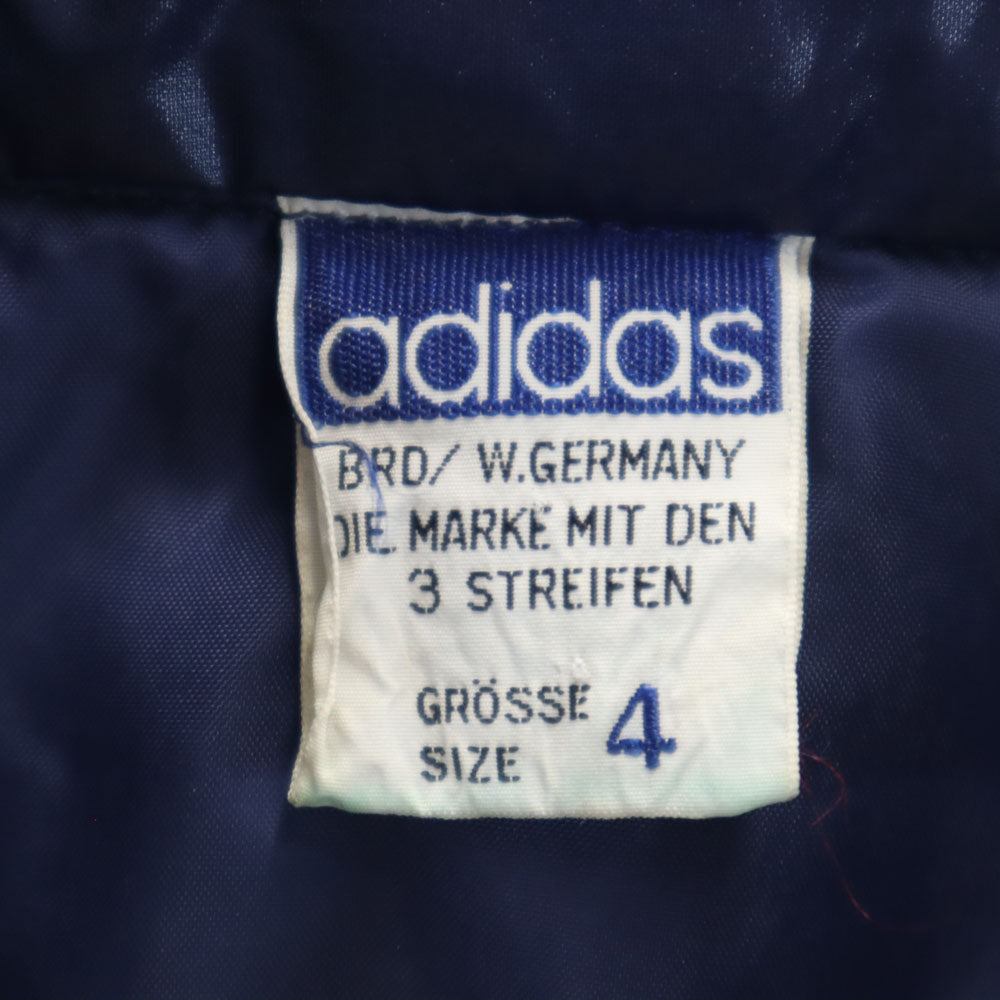 adidas
BRD/ W.GERMANY
DIE MARKE MIT DEN
3 STREIFEN
GRÖSSE 4
SIZE